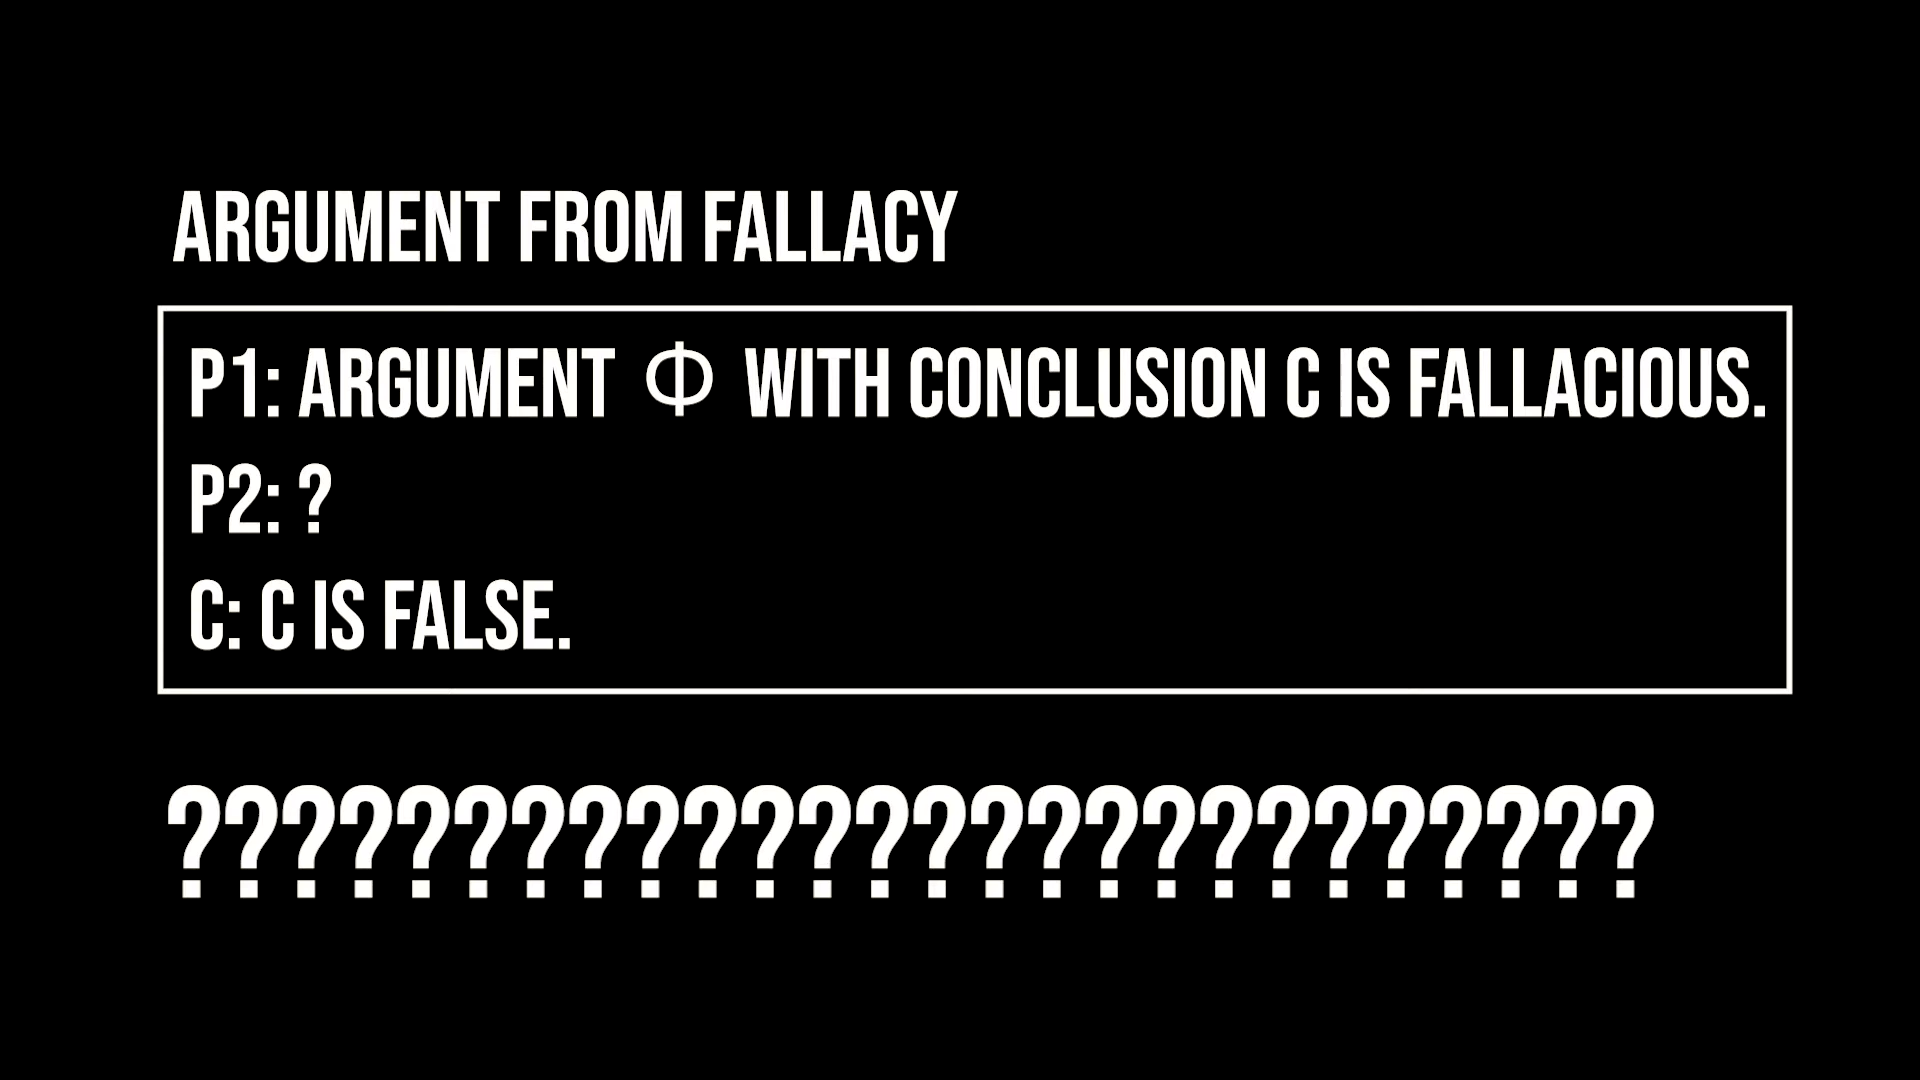 ARGUMENT FROM FALLACY
P1: ARGUMENT Φ WITH CONCLUSION C IS FALLACIOUS.
P2: ?
C: C IS FALSE.
??????????????????????????